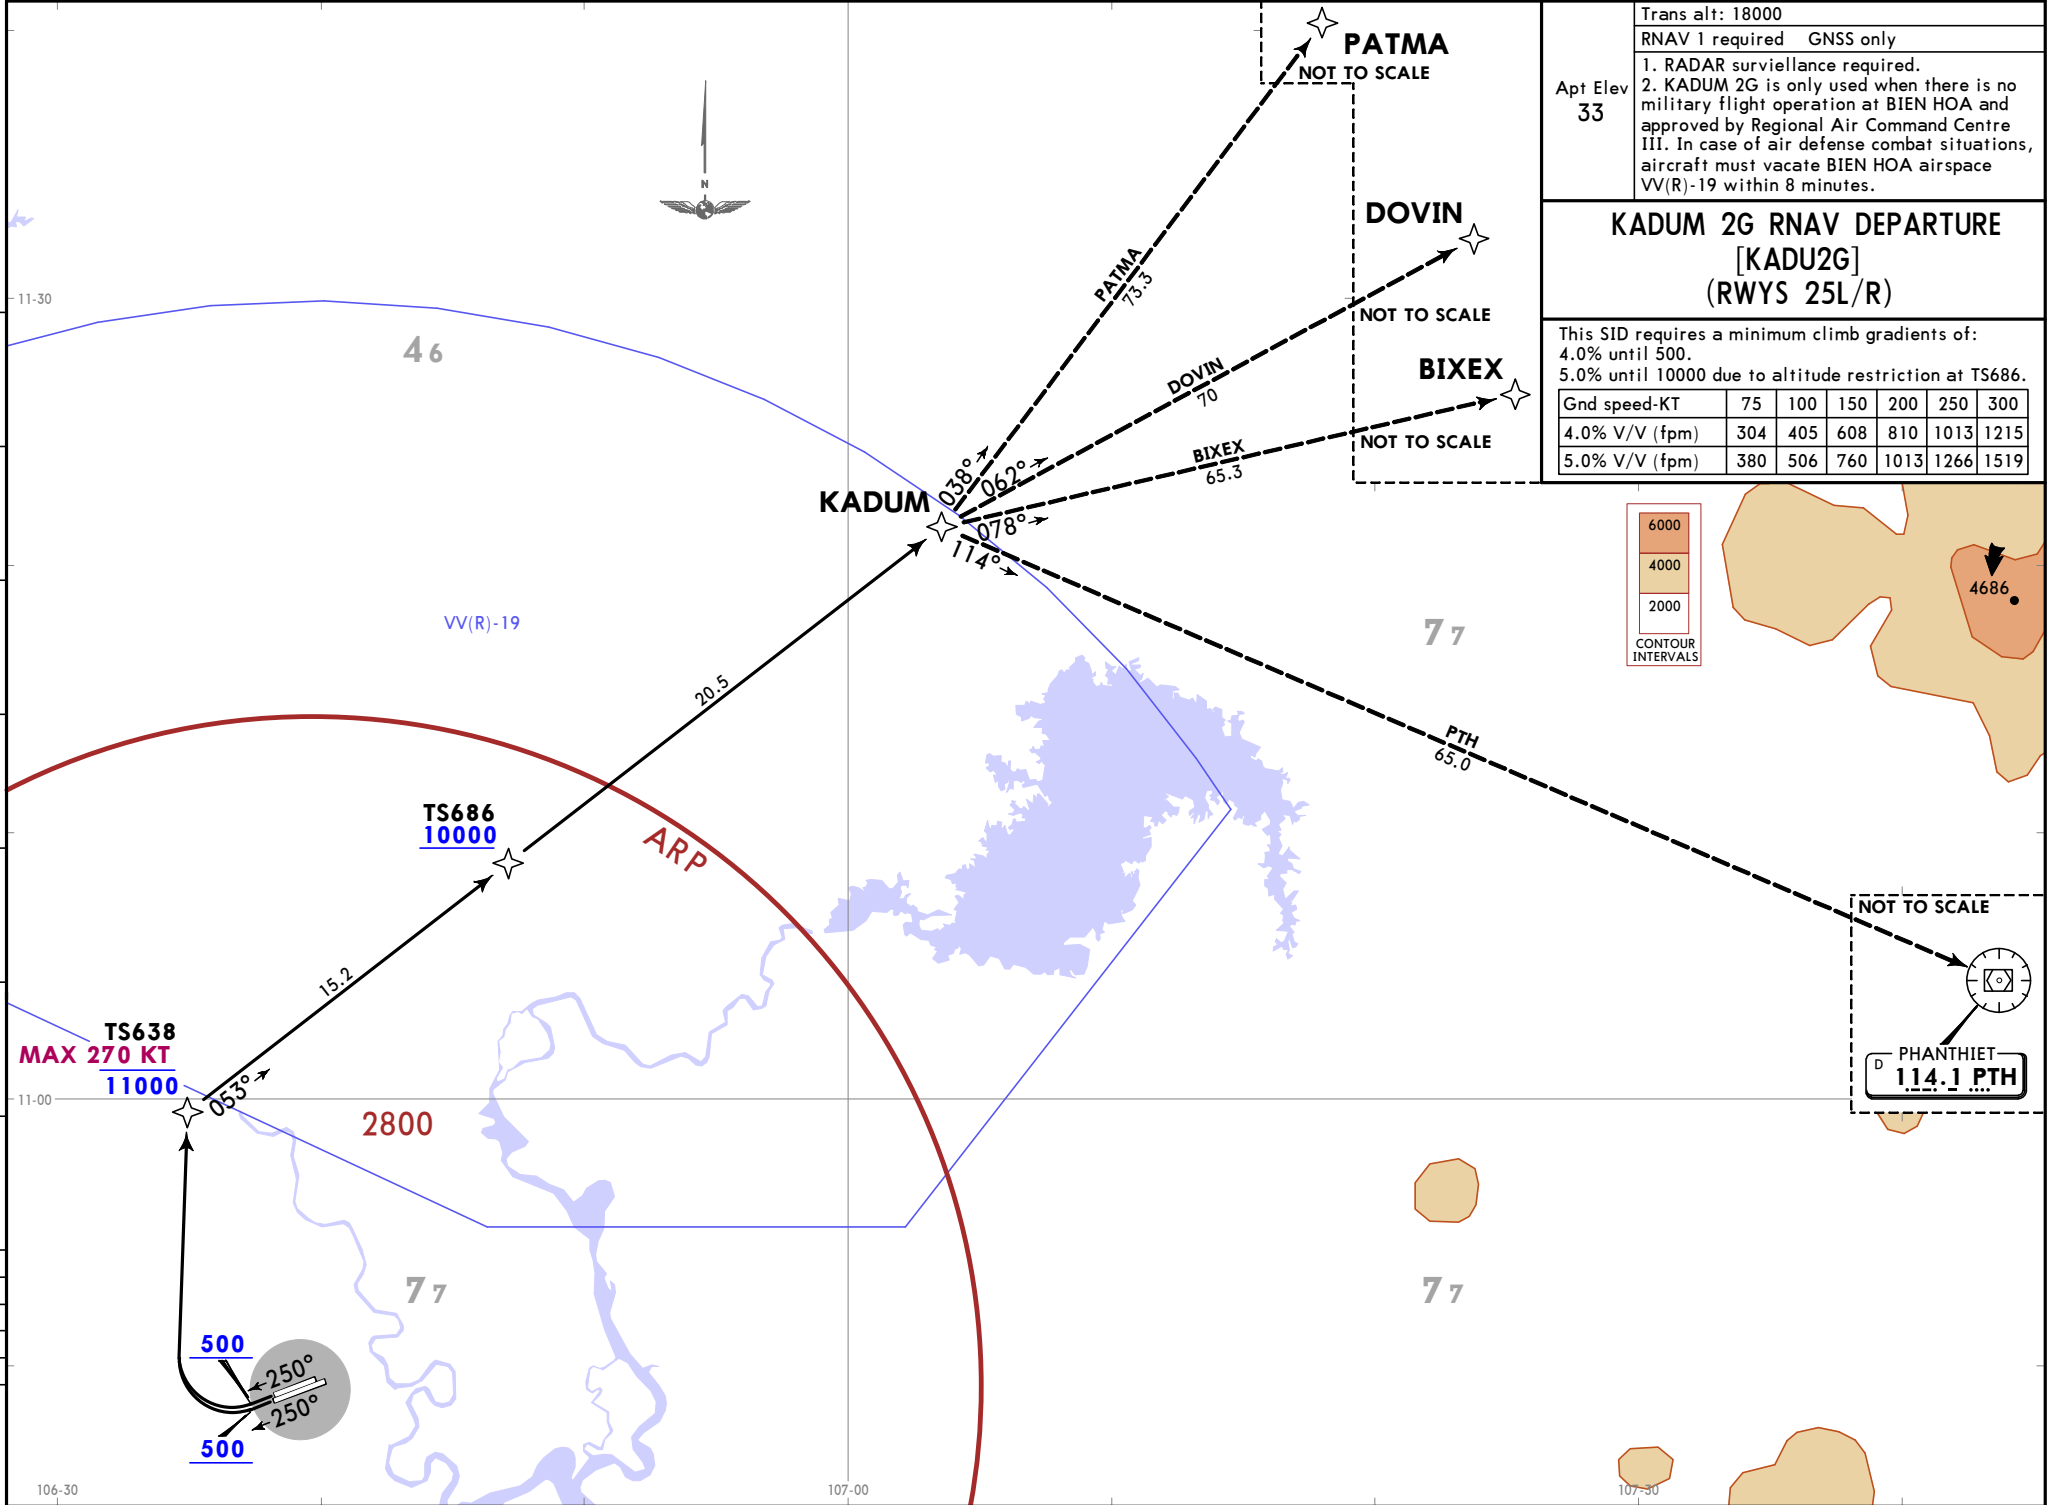 Trans alt: 18000
RNAV 1 required GNSS only
Apt Elev
33
1. RADAR surviellance required.
2. KADUM 2G is only used when there is no
military flight operation at BIEN HOA and
approved by Regional Air Command Centre
III. In case of air defense combat situations,
aircraft must vacate BIEN HOA airspace
VV(R)-19 within 8 minutes.
KADUM 2G RNAV DEPARTURE
[KADU2G]
(RWYS 25L/R)
This SID requires a minimum climb gradients of:
4.0% until 500.
5.0% until 10000 due to altitude restriction at TS686.
Gnd speed-KT 75 100 150 200 250 300
4.0% V/V (fpm) 304 405 608 810 1013 1215
5.0% V/V (fpm) 380 506 760 1013 1266 1519
PATMA
NOT TO SCALE
N
DOVIN
PATMA
73.3
11-30
NOT TO SCALE
46
DOVIN
70
BIXEX
NOT TO SCALE
BIXEX
65.3
038°
062°
KADUM
078°
114°
6000
4000
2000
CONTOUR
INTERVALS
4686
VV(R)-19
77
20.5
PTH
65.0
TS686
10000
ARP
NOT TO SCALE
15.2
TS638
MAX 270 KT
11000
053°
PHANTHIET
D 114.1 PTH
11-00
2800
77
77
500
250°
250°
500
106-30
107-00
107-30